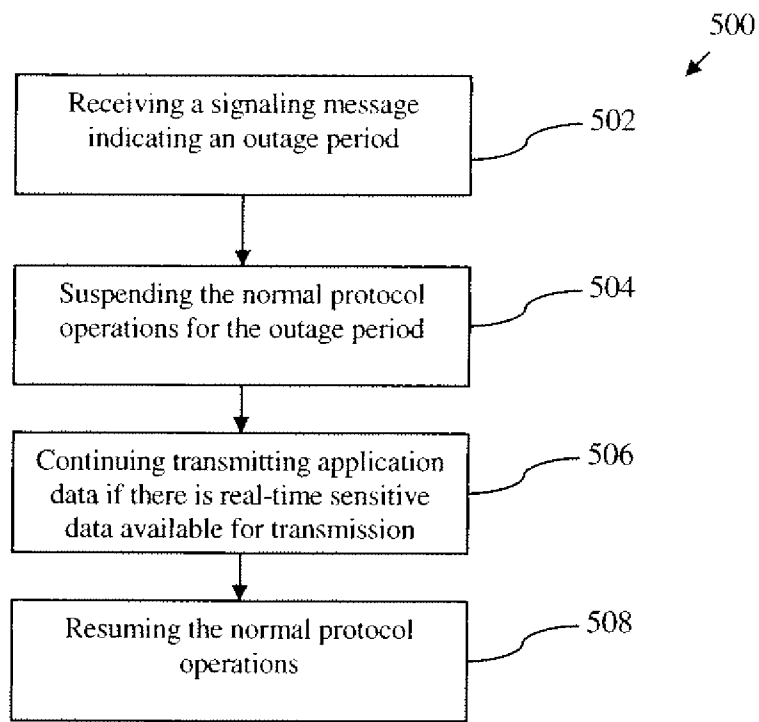 500
Receiving a signaling message
indicating an outage period
502
Suspending the normal protocol
operations for the outage period
504
Continuing transmitting application
data if there is real-time sensitive
data available for transmission
506
Resuming the normal protocol
operations
508